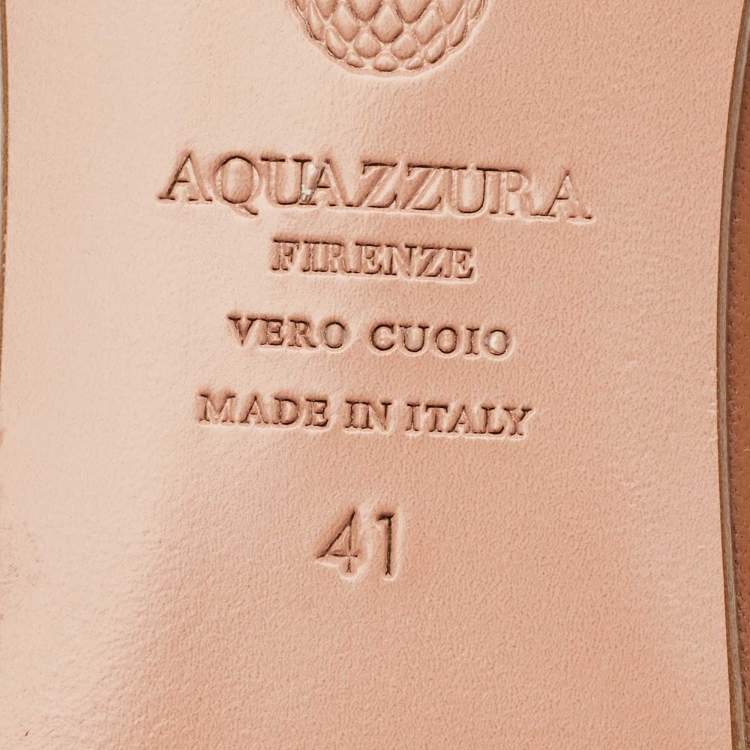 AQUAZZURA
FIRENZE
VERO CUOIO
MADE IN ITALY
41